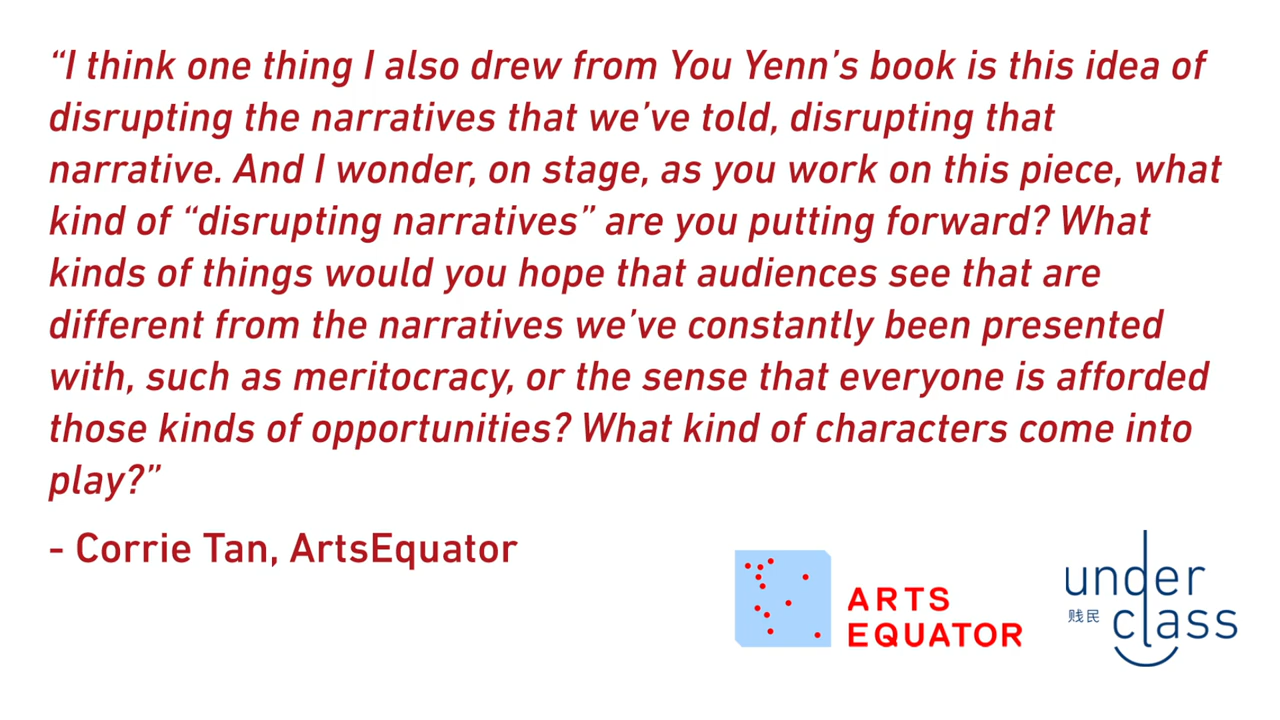 “I think one thing I also drew from You Yenn’s book is this idea of
disrupting the narratives that we’ve told, disrupting that
narrative. And I wonder, on stage, as you work on this piece, what
kind of “disrupting narratives” are you putting forward? What
kinds of things would you hope that audiences see that are
different from the narratives we’ve constantly been presented
with, such as meritocracy, or the sense that everyone is afforded
those kinds of opportunities? What kind of characters come into
play?”
- Corrie Tan, ArtsEquator
ARTS
EQUATOR
under
贱民 class